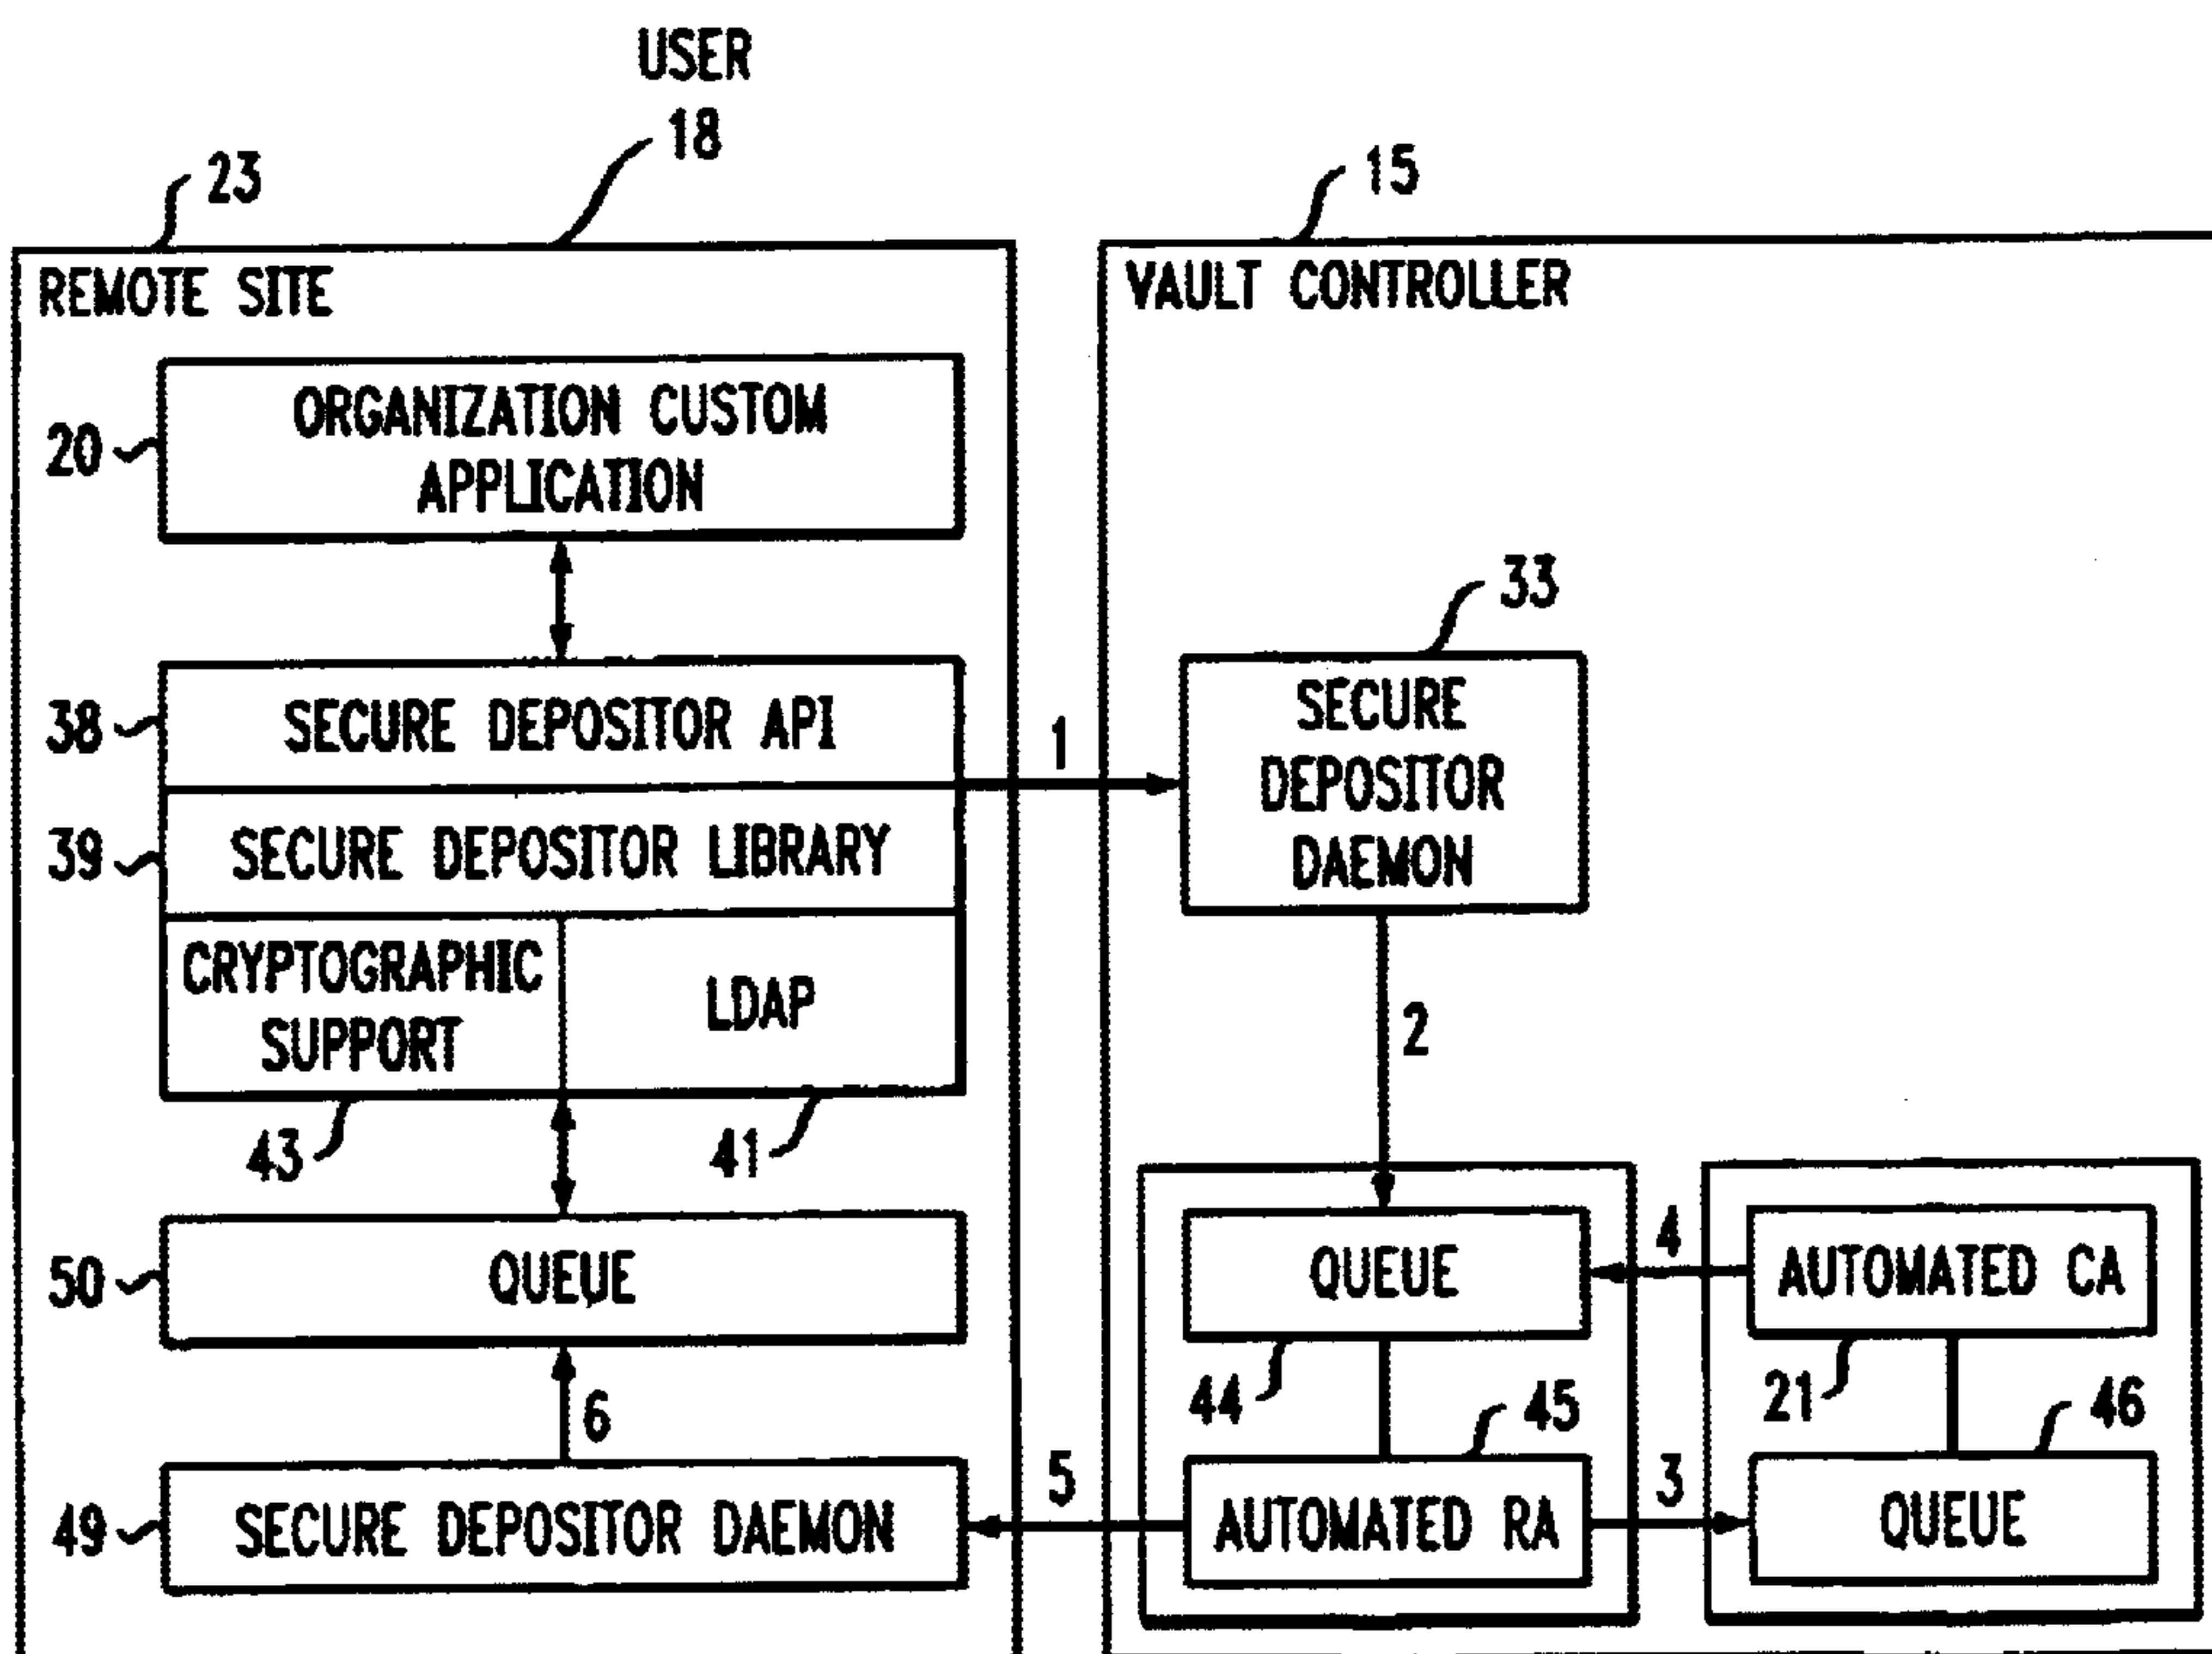 USER
18
23
15
REMOTE SITE
VAULT CONTROLLER
ORGANIZATION CUSTOM
APPLICATION
20
33
38
SECURE DEPOSITOR API
1
SECURE
DEPOSITOR
DAEMON
39
SECURE DEPOSITOR LIBRARY
CRYPTOGRAPHIC
SUPPORT
LDAP
2
43
41
50
QUEUE
QUEUE
4
AUTOMATED CA
44
21
6
45
46
49
SECURE DEPOSITOR DAEMON
5
AUTOMATED RA
3
QUEUE